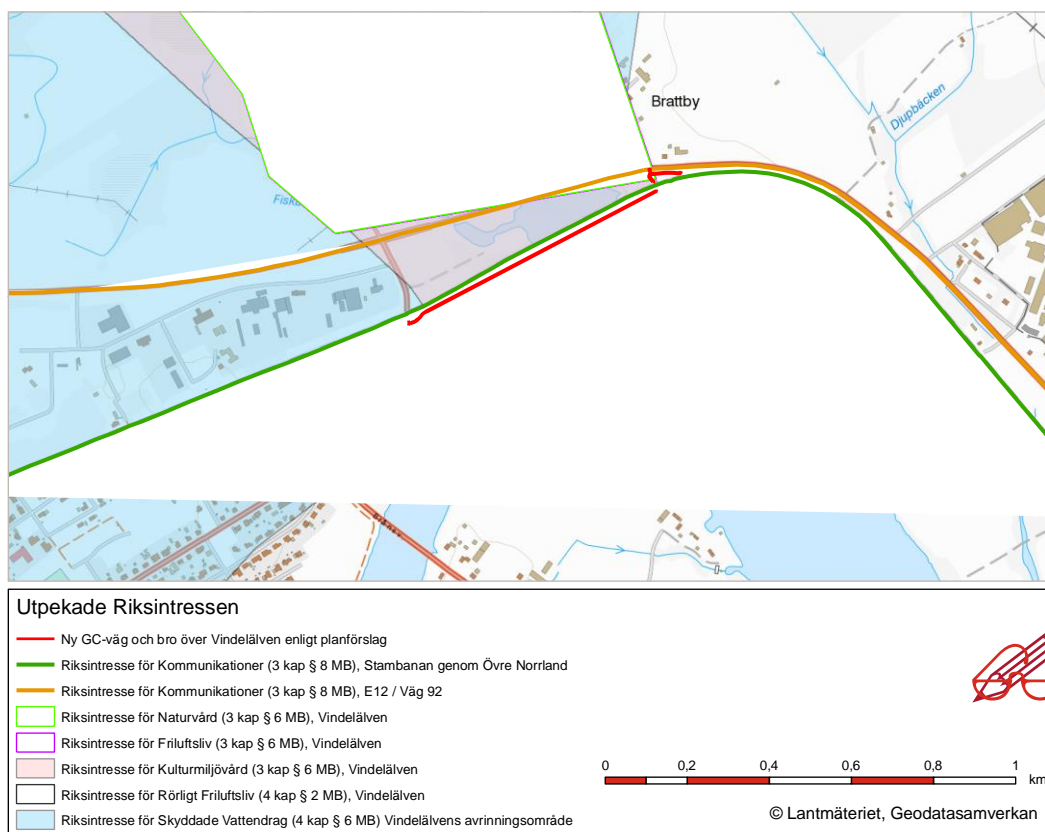 Brattby
Djupbäcken
Utpekade Riksintressen
Ny GC-väg och bro över Vindelälven enligt planförslag
Riksintresse för Kommunikationer (3 kap § 8 MB), Stambanan genom Övre Norrland
Riksintresse för Kommunikationer (3 kap § 8 MB), E12 / Väg 92
Riksintresse för Naturvård (3 kap § 6 MB), Vindelälven
Riksintresse för Friluftsliv (3 kap § 6 MB), Vindelälven
Riksintresse för Kulturmiljövård (3 kap § 6 MB), Vindelälven
Riksintresse för Rörligt Friluftsliv (4 kap § 2 MB), Vindelälven
Riksintresse för Skyddade Vattendrag (4 kap § 6 MB) Vindelälvens avrinningsområde
0 0,2 0,4 0,6 0,8 1
km
© Lantmäteriet, Geodatasamverkan